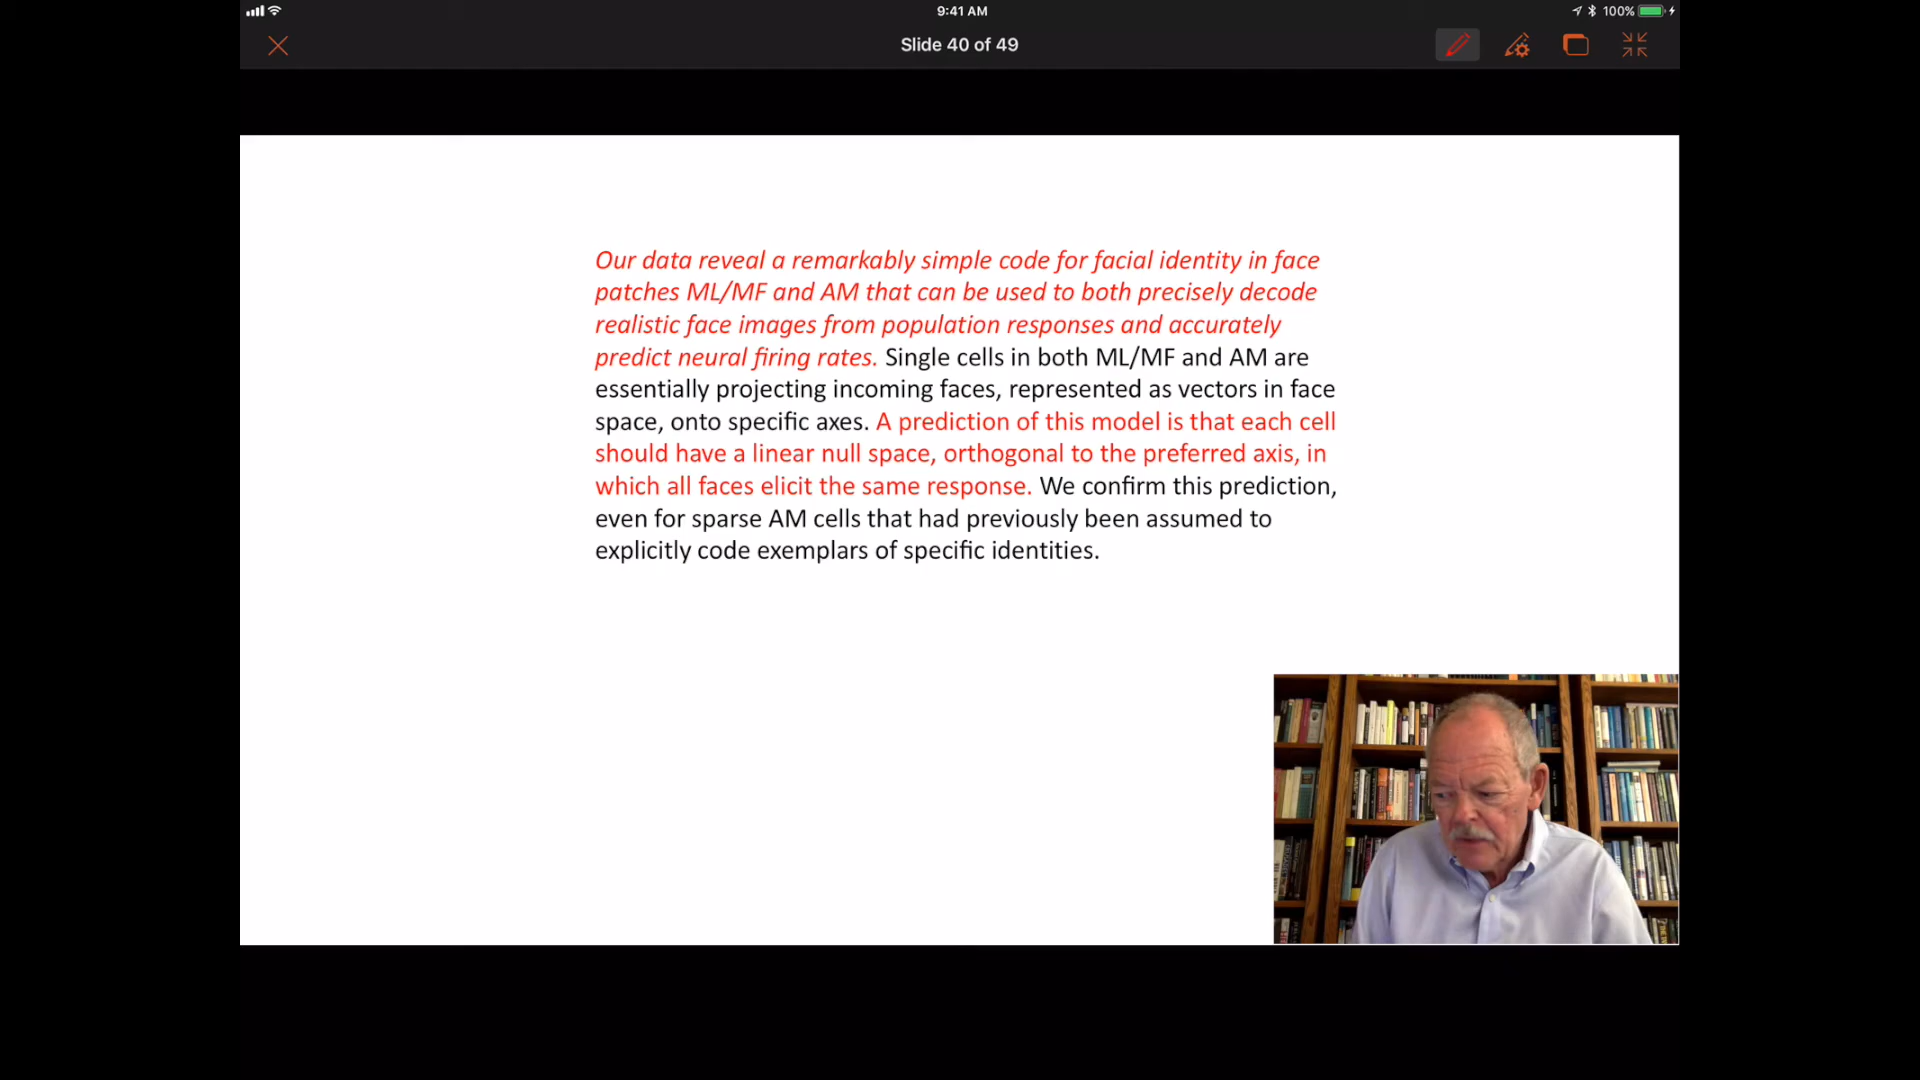 9:41 AM
100%
Slide 40 of 49
Our data reveal a remarkably simple code for facial identity in face
patches ML/MF and AM that can be used to both precisely decode
realistic face images from population responses and accurately
predict neural firing rates. Single cells in both ML/MF and AM are
essentially projecting incoming faces, represented as vectors in face
space, onto specific axes. A prediction of this model is that each cell
should have a linear null space, orthogonal to the preferred axis, in
which all faces elicit the same response. We confirm this prediction,
even for sparse AM cells that had previously been assumed to
explicitly code exemplars of specific identities.